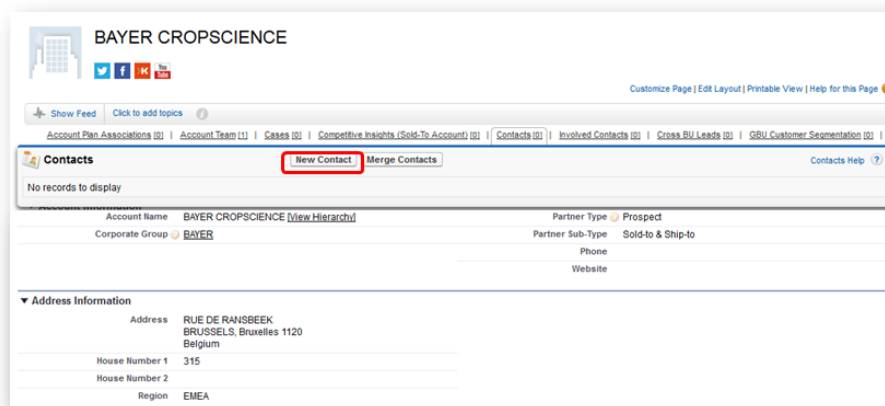 BAYER CROPSCIENCE
You Tube
Customize Page | Edit Layout | Printable View | Help for this Page
Show Feed Click to add topics i
Account Plan Associations [0] | Account Team [1] | Cases [0] | Competitive Insights (Sold-To Account) [0] | Contacts [0] | Involved Contacts [0] | Cross BU Leads [0] | GBU Customer Segmentation [0] |
Contacts New Contact Merge Contacts Contacts Help ?
No records to display
Account Information
Account Name BAYER CROPSCIENCE [View Hierarchy] Partner Type Prospect
Corporate Group BAYER Partner Sub-Type Sold-to & Ship-to
Phone
Website
Address Information
Address RUE DE RANSBEEK
BRUSSELS, Bruxelles 1120
Belgium
House Number 1 315
House Number 2
Region EMEA